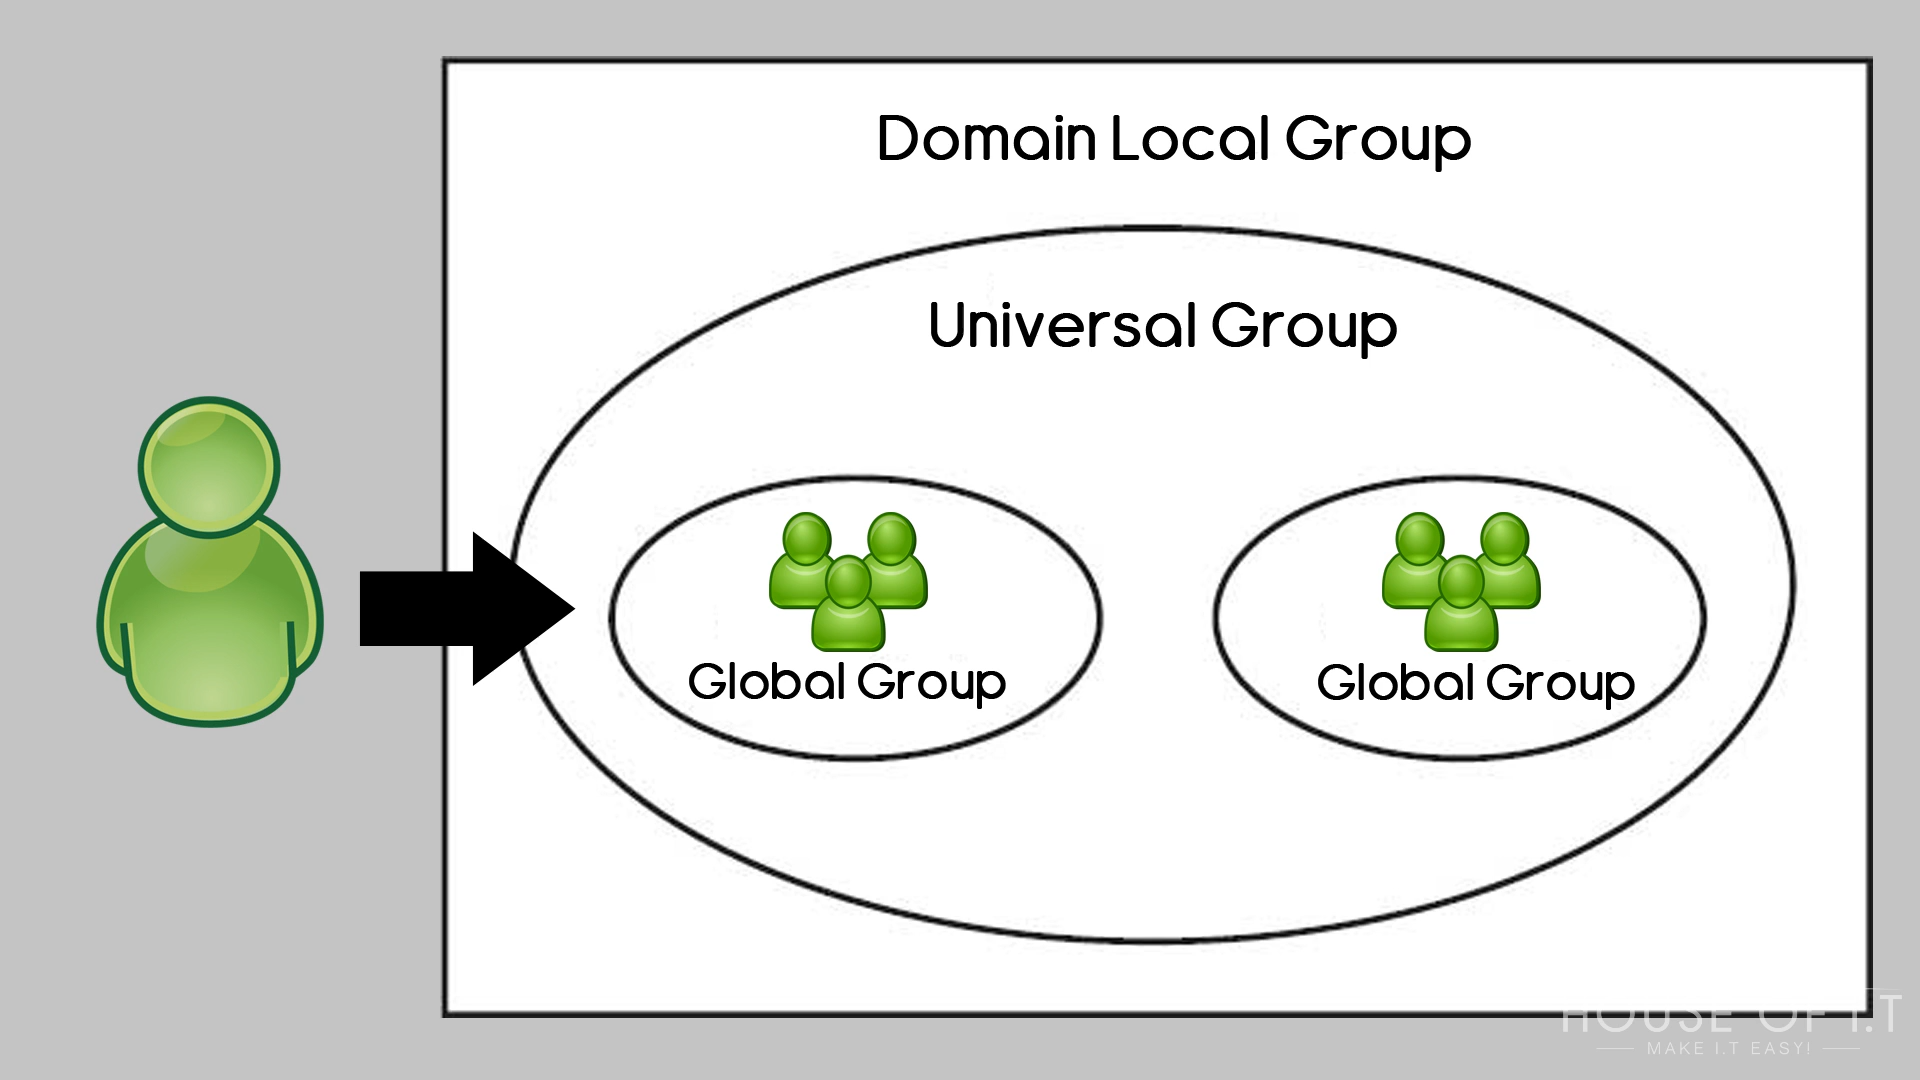 Domain Local Group
Universal Group
Global Group
Global Group
HOUSE OF I.T
MAKE I.T EASY!